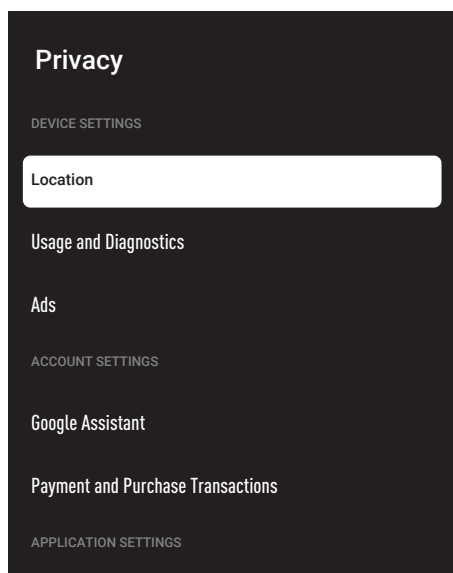 Privacy
DEVICE SETTINGS
Location
Usage and Diagnostics
Ads
ACCOUNT SETTINGS
Google Assistant
Payment and Purchase Transactions
APPLICATION SETTINGS